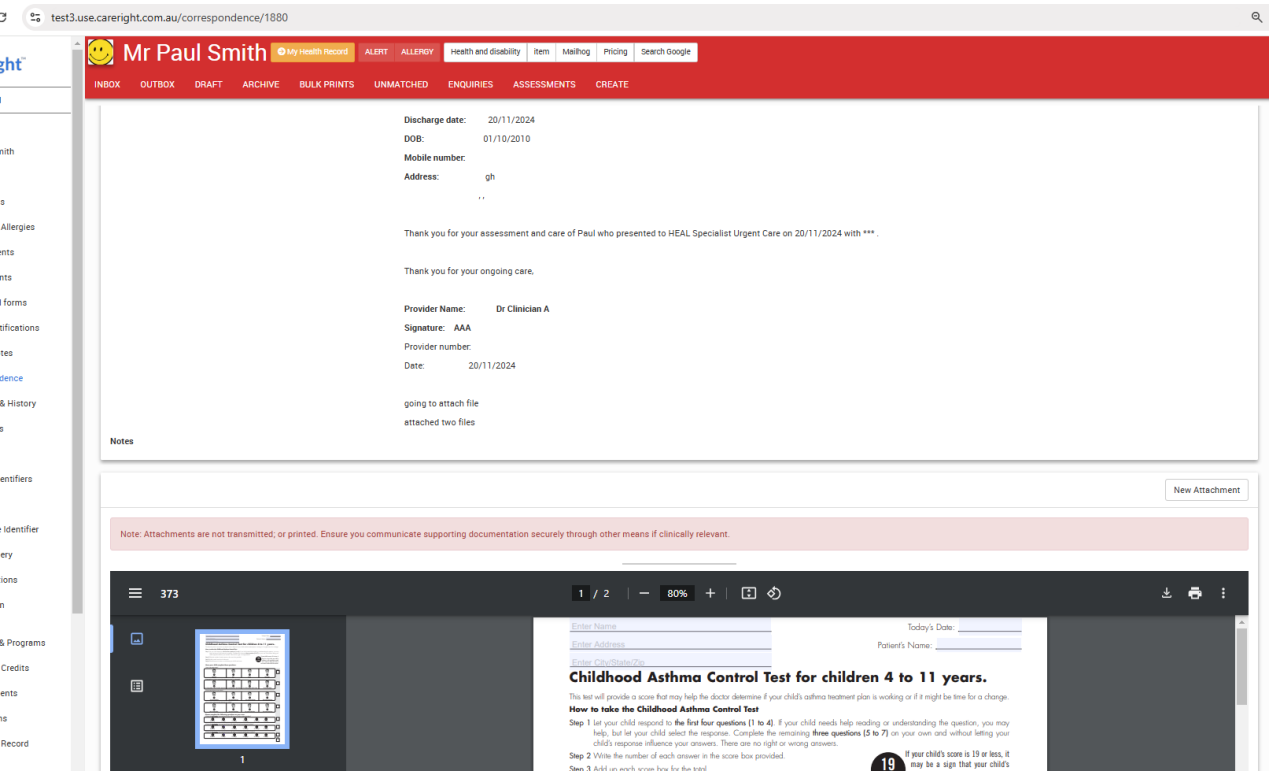 test3.use.careright.com.au/correspondence/1880
Mr Paul Smith
My Health Record
ALERT
ALLERGY
Health and disability
item
Mailhog
Pricing
Search Google
INBOX
OUTBOX
DRAFT
ARCHIVE
BULK PRINTS
UNMATCHED
ENQUIRIES
ASSESSMENTS
CREATE
ght
mith
s
Allergies
ents
nts
l forms
tifications
tes
dence
& History
s
entifiers
e Identifier
ery
ions
n
& Programs
Credits
ents
ns
Record
Discharge date: 20/11/2024
DOB: 01/10/2010
Mobile number:
Address: gh
, ,
Thank you for your assessment and care of Paul who presented to HEAL Specialist Urgent Care on 20/11/2024 with *** .
Thank you for your ongoing care,
Provider Name: Dr Clinician A
Signature: AAA
Provider number:
Date: 20/11/2024
going to attach file
attached two files
Notes
New Attachment
Note: Attachments are not transmitted; or printed. Ensure you communicate supporting documentation securely through other means if clinically relevant.
373
1 / 2
80%
1
Enter Name
Today's Date:
Enter Address
Patient's Name:
Enter City/State/Zip
Childhood Asthma Control Test for children 4 to 11 years.
This test will provide a score that may help the doctor determine if your child's asthma treatment plan is working or if it might be time for a change.
How to take the Childhood Asthma Control Test
Step 1 Let your child respond to the first four questions (1 to 4). If your child needs help reading or understanding the question, you may
help, but let your child select the response. Complete the remaining three questions (5 to 7) on your own and without letting your
child's response influence your answers. There are no right or wrong answers.
Step 2 Write the number of each answer in the score box provided.
Step 3 Add up each score box for the total.
19
If your child's score is 19 or less, it
may be a sign that your child's